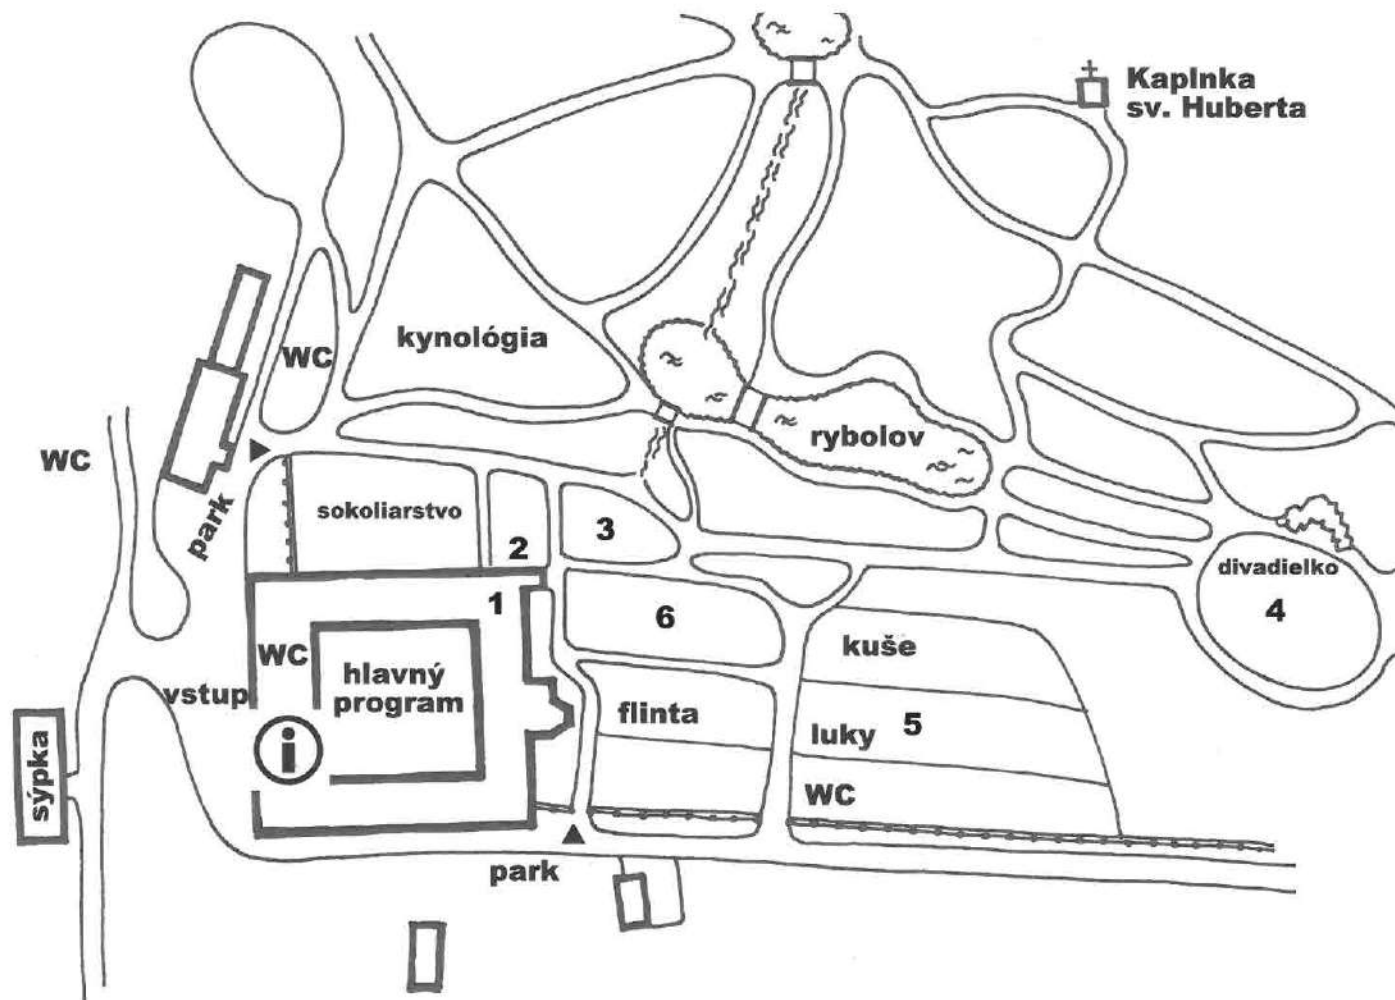 Kaplnka
sv. Huberta
kynológia
WC
WC
rybolov
park
sokoliarstvo
2
3
divadielko
4
1
6
WC
hlavný
program
vstup
kuše
flinta
luky
5
i
sýpka
WC
park